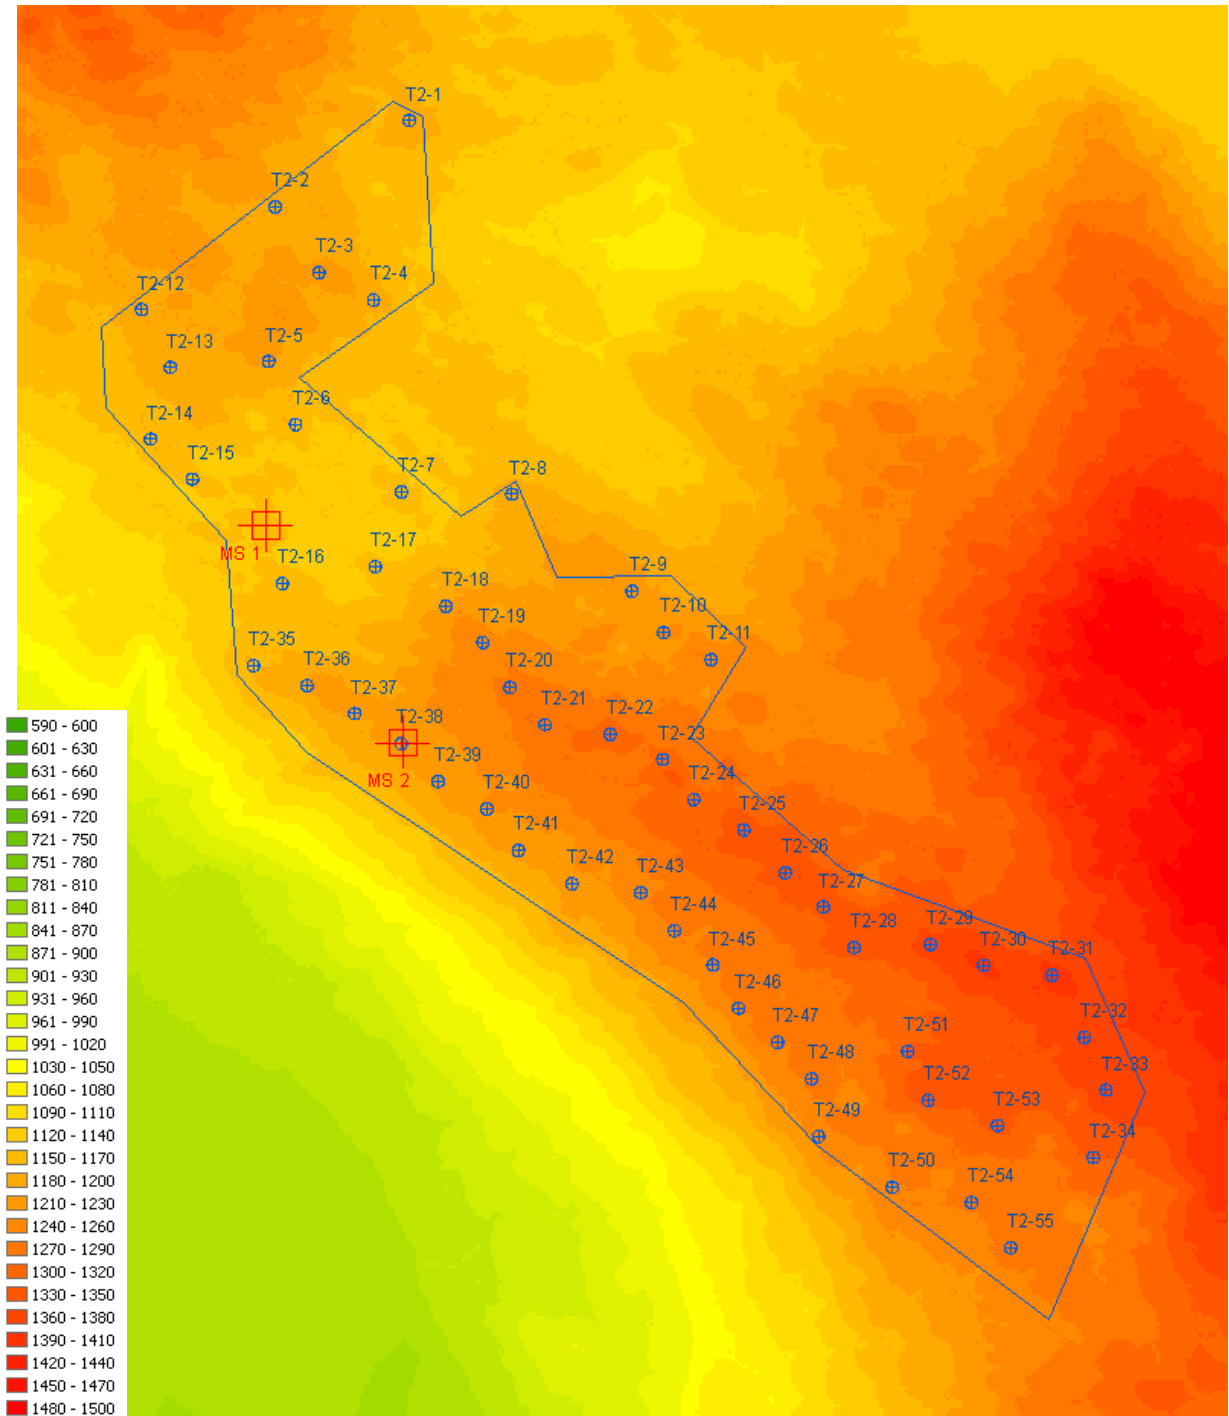 T2-1
T2-2
T2-3
T2-4
T2-12
T2-5
T2-13
T2-6
T2-14
T2-15
T2-7
T2-8
MS 1
T2-16
T2-17
T2-9
T2-18
T2-10
T2-19
T2-11
T2-35
T2-36
T2-20
T2-37
T2-21
T2-22
T2-38
T2-23
MS 2
T2-39
T2-24
T2-40
T2-25
T2-41
T2-26
T2-42
T2-43
T2-27
T2-44
T2-28
T2-29
T2-45
T2-30
T2-31
T2-46
T2-47
T2-51
T2-32
T2-48
T2-52
T2-33
T2-49
T2-53
T2-34
T2-50
T2-54
T2-55
590 - 600
601 - 630
631 - 660
661 - 690
691 - 720
721 - 750
751 - 780
781 - 810
811 - 840
841 - 870
871 - 900
901 - 930
931 - 960
961 - 990
991 - 1020
1030 - 1050
1060 - 1080
1090 - 1110
1120 - 1140
1150 - 1170
1180 - 1200
1210 - 1230
1240 - 1260
1270 - 1290
1300 - 1320
1330 - 1350
1360 - 1380
1390 - 1410
1420 - 1440
1450 - 1470
1480 - 1500